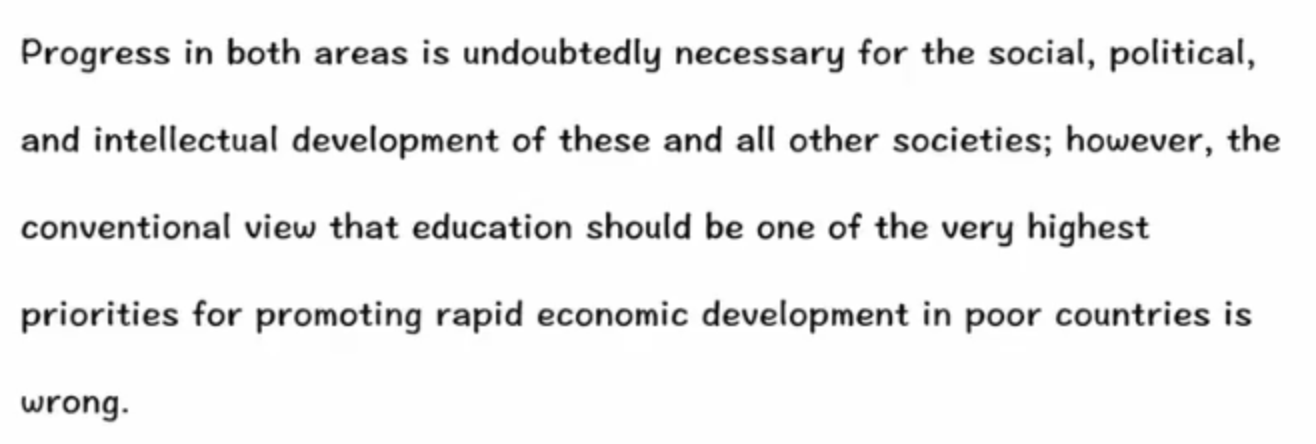 Progress in both areas is undoubtedly necessary for the social, political,
and intellectual development of these and all other societies; however, the
conventional view that education should be one of the very highest
priorities for promoting rapid economic development in poor countries is
wrong.